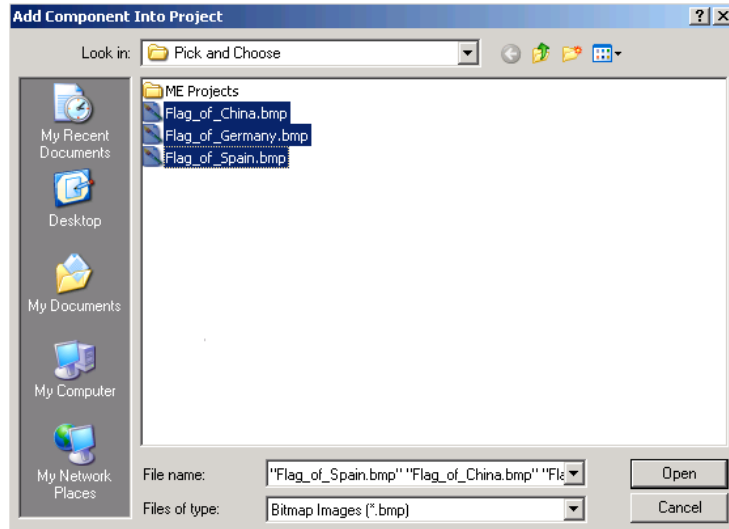 Add Component Into Project
Look in: Pick and Choose
ME Projects
Flag_of_China.bmp
Flag_of_Germany.bmp
Flag_of_Spain.bmp
My Recent
Documents
Desktop
My Documents
My Computer
My Network
Places
File name: "Flag_of_Spain.bmp" "Flag_of_China.bmp" "Fla
Open
Files of type: Bitmap Images (*.bmp)
Cancel